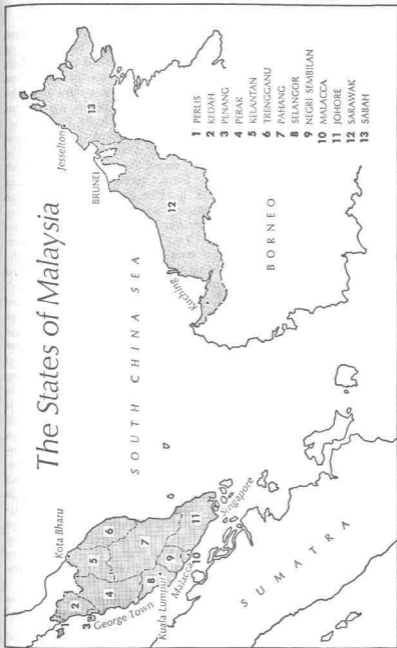 The States of Malaysia
Jesselton
BRUNEI
13
12
Kuching
BORNEO
SOUTH CHINA SEA
Kota Bharu
1
2
3
4
5
6
7
8
9
10
11
George Town
Kuala Lumpur
Malacca
Singapore
SUMATRA
1 PERLIS
2 KEDAH
3 PENANG
4 PERAK
5 KELANTAN
6 TRENGGANU
7 PAHANG
8 SELANGOR
9 NEGRI SEMBILAN
10 MALACCA
11 JOHORE
12 SARAWAK
13 SABAH